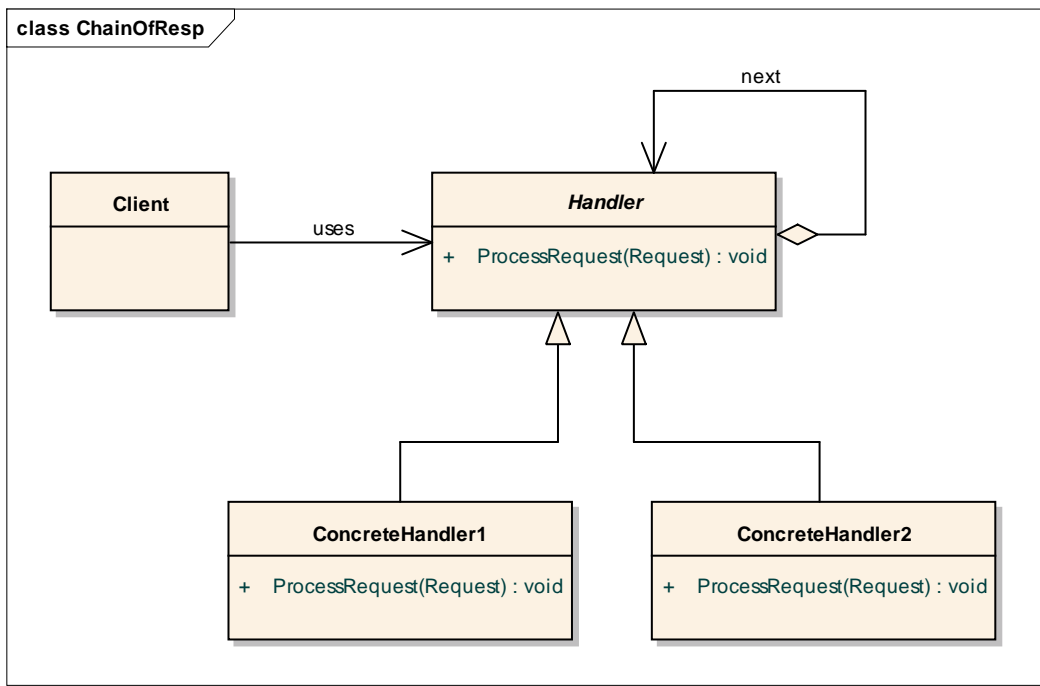 class ChainOfResp
next
Client
Handler
uses
+ ProcessRequest(Request) : void
ConcreteHandler1
ConcreteHandler2
+ ProcessRequest(Request) : void
+ ProcessRequest(Request) : void